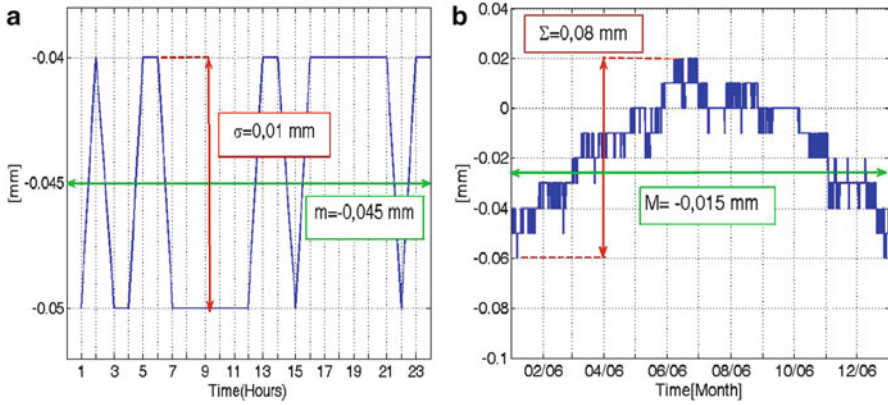 a
-0.04
-0.045
-0.05
[mm]
σ=0,01 mm
m=-0,045 mm
1 3 5 7 9 11 13 15 17 19 21 23
Time(Hours)
b
0.04
0.02
0
-0.02
-0.04
-0.06
-0.08
-0.1
[mm]
Σ=0,08 mm
M= -0,015 mm
02/06 04/06 06/06 08/06 10/06 12/06
Time[Month]